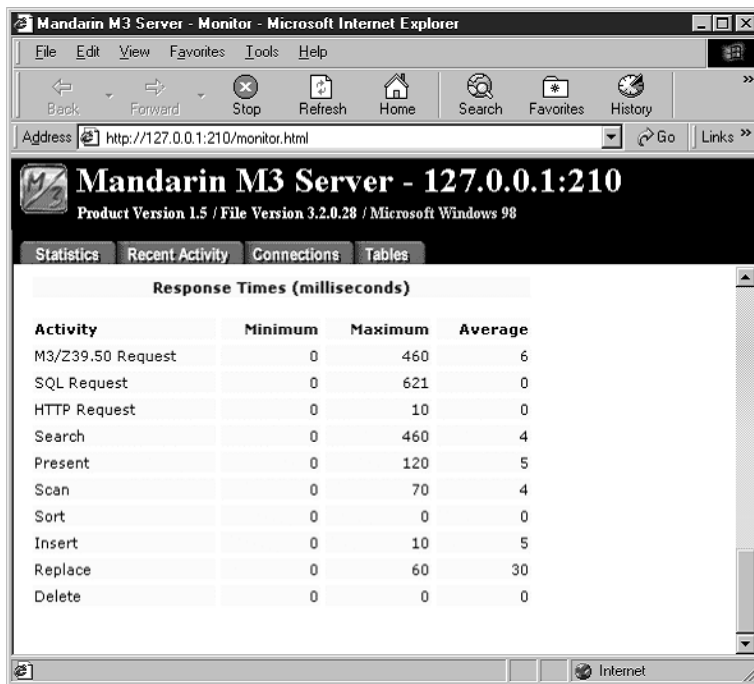 Mandarin M3 Server - Monitor - Microsoft Internet Explorer
File Edit View Favorites Tools Help
Back Forward Stop Refresh Home Search Favorites History »
Address http://127.0.0.1:210/monitor.html Go Links »
M/3
Mandarin M3 Server - 127.0.0.1:210
Product Version 1.5 / File Version 3.2.0.28 / Microsoft Windows 98
Statistics Recent Activity Connections Tables
Response Times (milliseconds)
Activity Minimum Maximum Average
M3/Z39.50 Request 0 460 6
SQL Request 0 621 0
HTTP Request 0 10 0
Search 0 460 4
Present 0 120 5
Scan 0 70 4
Sort 0 0 0
Insert 0 10 5
Replace 0 60 30
Delete 0 0 0
Internet